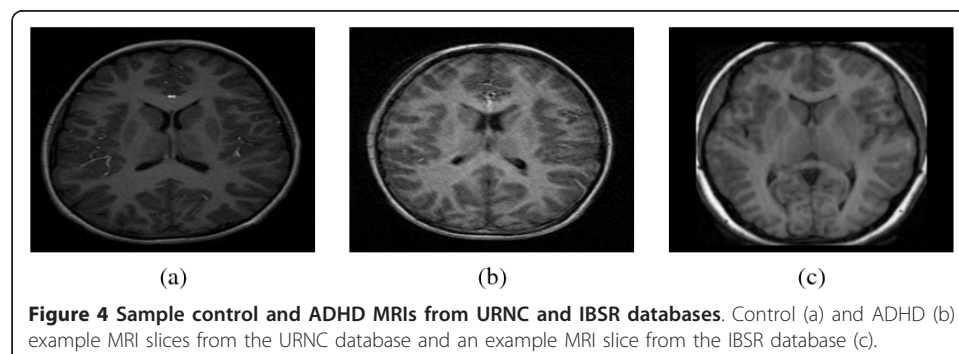 (a)
(b)
(c)
Figure 4 Sample control and ADHD MRIs from URNC and IBSR databases. Control (a) and ADHD (b)
example MRI slices from the URNC database and an example MRI slice from the IBSR database (c).